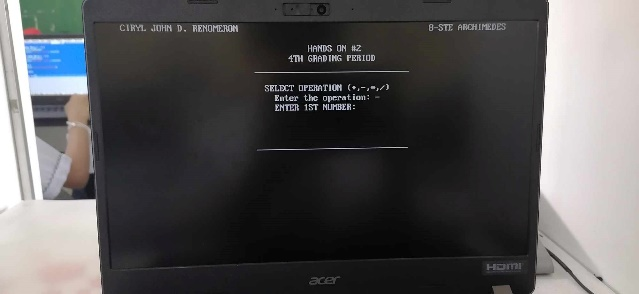 CIRYL JOHN D. RENOMERON
8-STE ARCHIMEDES
HANDS ON #2
4TH GRADING PERIOD
SELECT OPERATION (+,-,*,/)
Enter the operation: -
ENTER 1ST NUMBER:
acer
HDMI